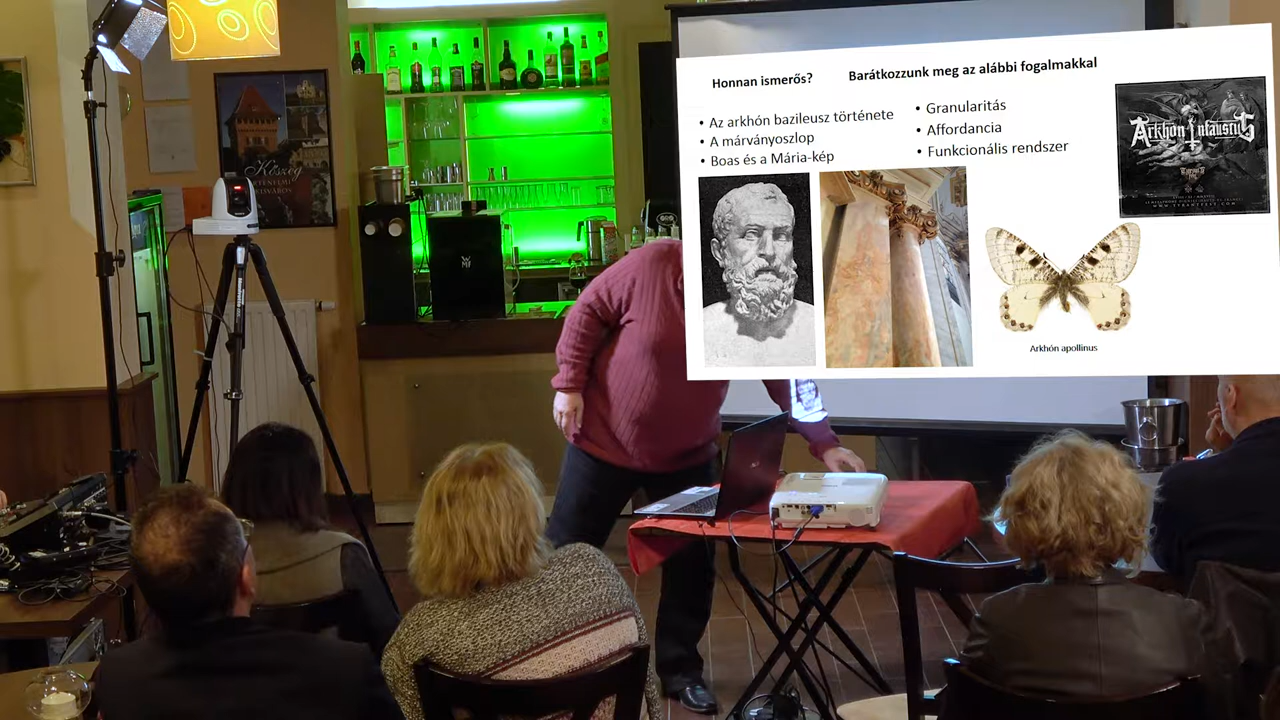 Honnan ismerős?
Barátkozzunk meg az alábbi fogalmakkal
• Az arkhón bazileusz története
• A márványoszlop
• Boas és a Mária-kép
• Granularitás
• Affordancia
• Funkcionális rendszer
Arkhon Infaustus
Arkhón apollinus
Kőszeg
WMF